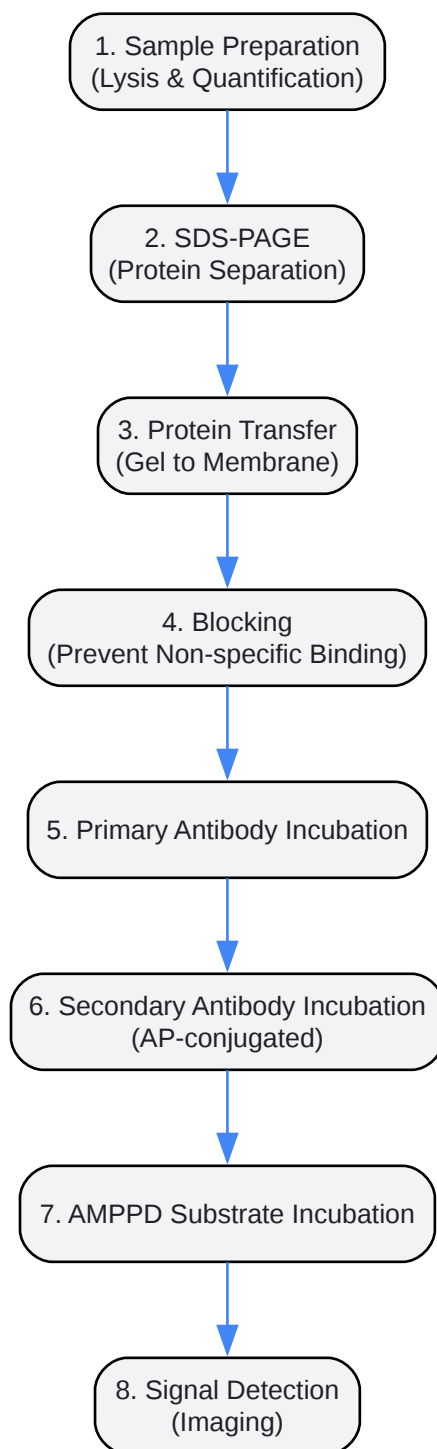 1. Sample Preparation
(Lysis & Quantification)
2. SDS-PAGE
(Protein Separation)
3. Protein Transfer
(Gel to Membrane)
4. Blocking
(Prevent Non-specific Binding)
5. Primary Antibody Incubation
6. Secondary Antibody Incubation
(AP-conjugated)
7. AMPPD Substrate Incubation
8. Signal Detection
(Imaging)